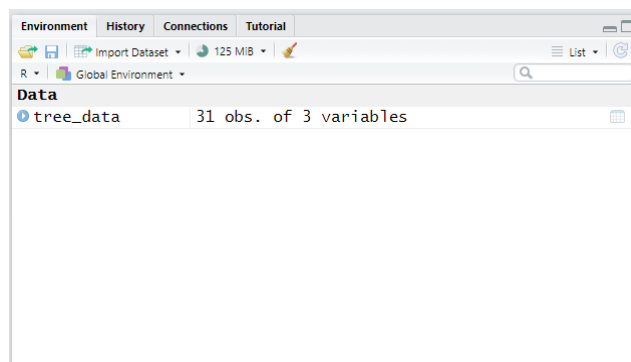 Environment History Connections Tutorial
Import Dataset 125 MiB List
R Global Environment
Data
tree_data 31 obs. of 3 variables